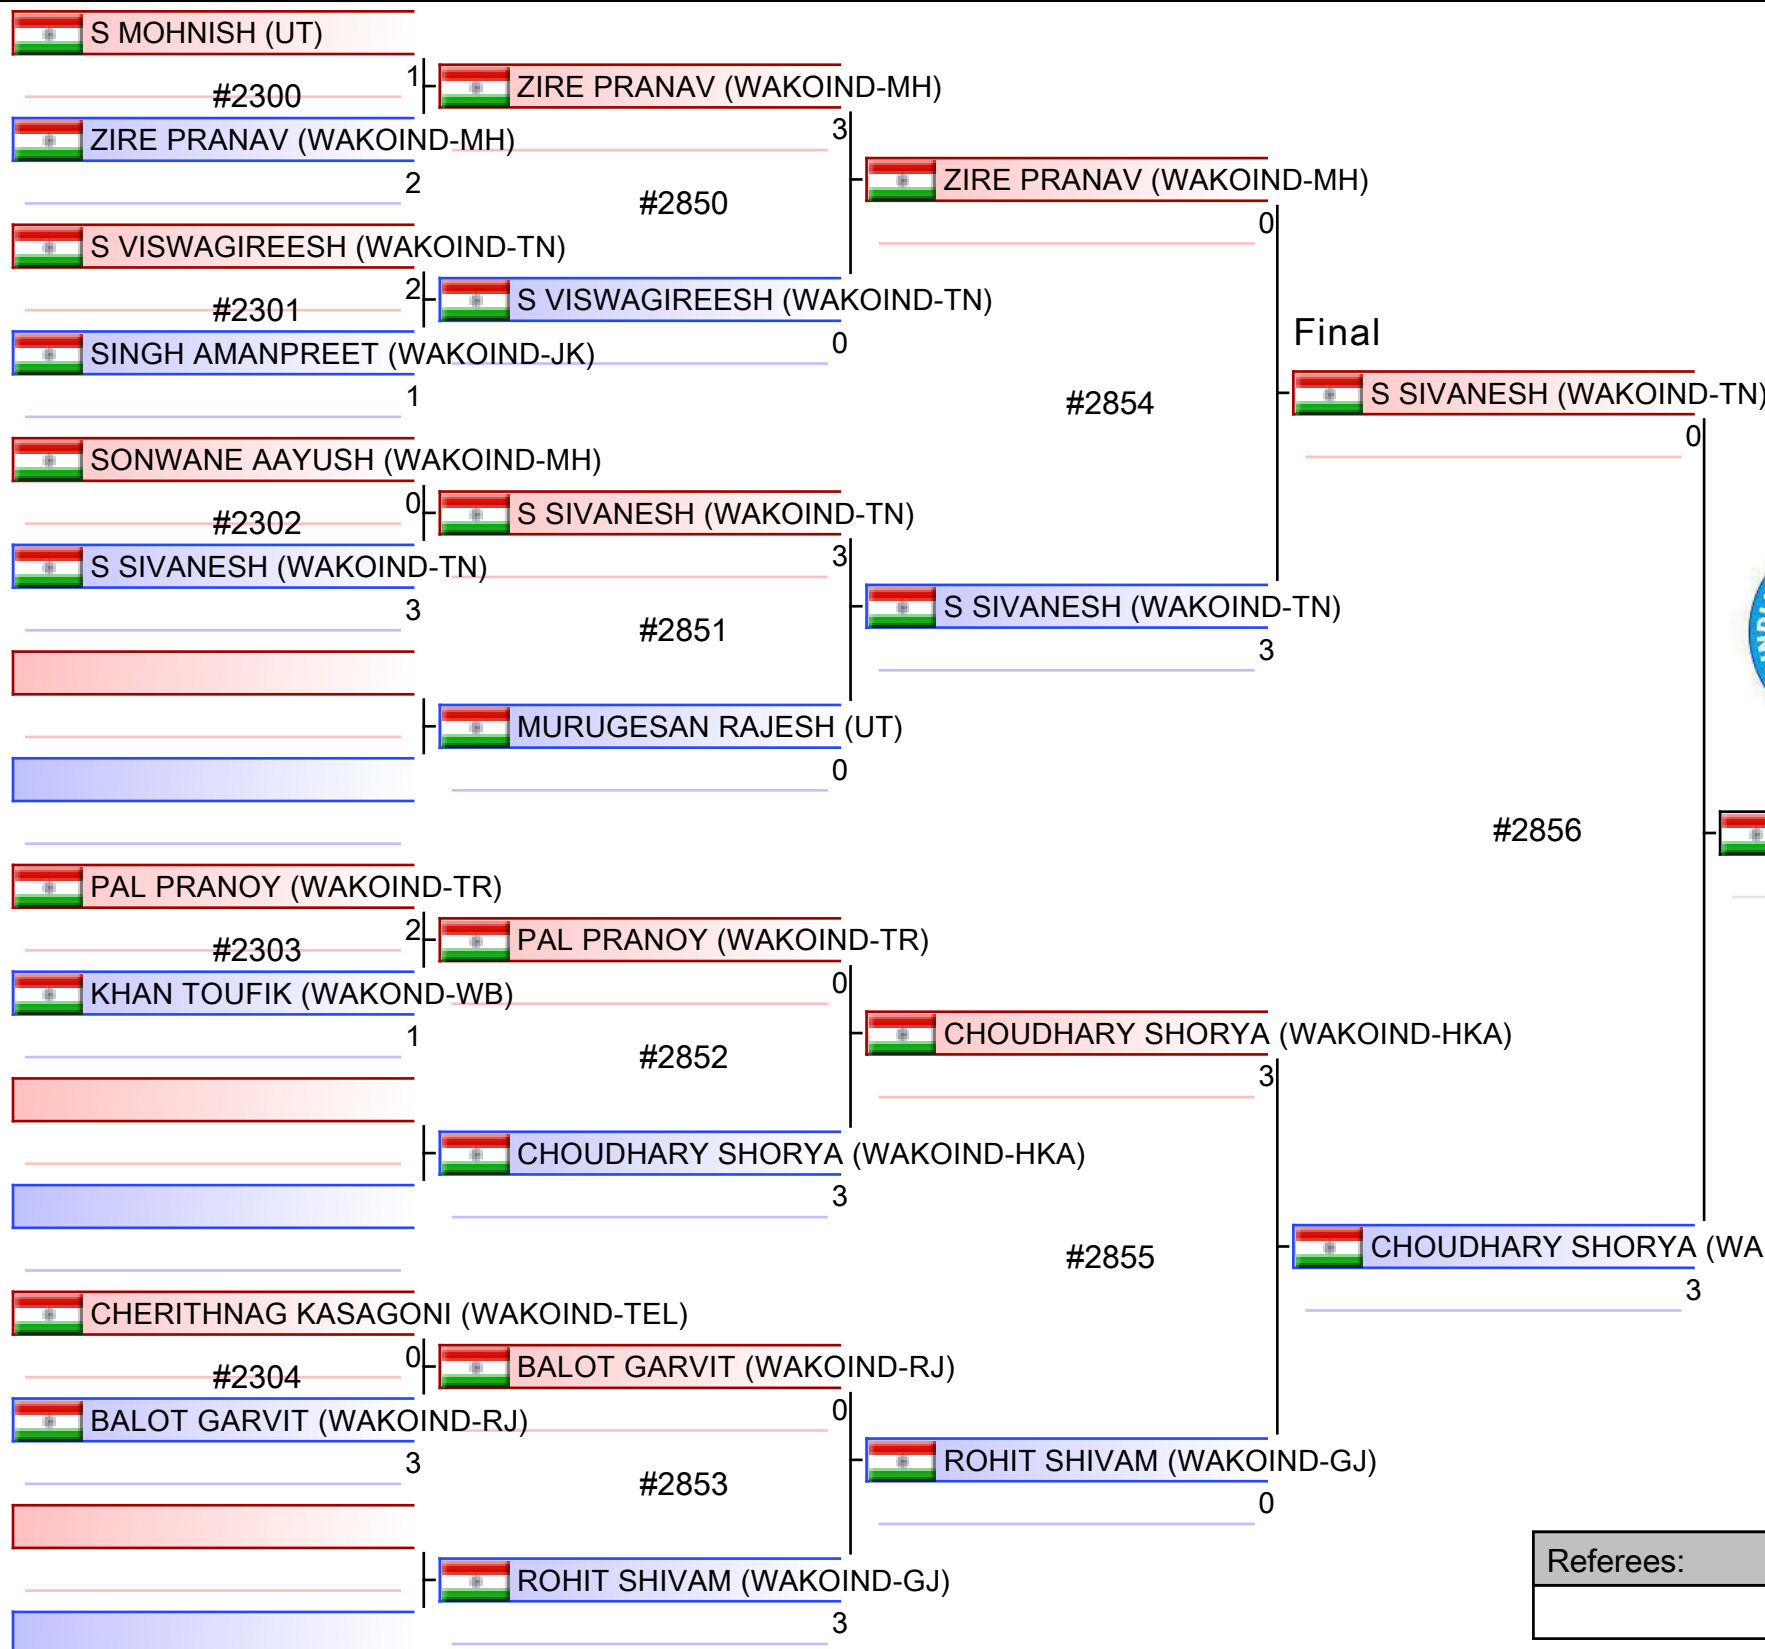 S MOHNISH (UT)
1
#2300
ZIRE PRANAV (WAKOIND-MH)
2
S VISWAGIREESH (WAKOIND-TN)
2
#2301
SINGH AMANPREET (WAKOIND-JK)
1
SONWANE AAYUSH (WAKOIND-MH)
0
#2302
S SIVANESH (WAKOIND-TN)
3
PAL PRANOY (WAKOIND-TR)
2
#2303
KHAN TOUFIK (WAKOND-WB)
1
CHERITHNAG KASAGONI (WAKOIND-TEL)
0
#2304
BALOT GARVIT (WAKOIND-RJ)
3
ZIRE PRANAV (WAKOIND-MH)
3
#2850
S VISWAGIREESH (WAKOIND-TN)
0
S SIVANESH (WAKOIND-TN)
3
#2851
MURUGESAN RAJESH (UT)
0
PAL PRANOY (WAKOIND-TR)
0
#2852
CHOUDHARY SHORYA (WAKOIND-HKA)
3
BALOT GARVIT (WAKOIND-RJ)
0
#2853
ROHIT SHIVAM (WAKOIND-GJ)
3
ZIRE PRANAV (WAKOIND-MH)
0
#2854
S SIVANESH (WAKOIND-TN)
3
CHOUDHARY SHORYA (WAKOIND-HKA)
3
#2855
ROHIT SHIVAM (WAKOIND-GJ)
0
Final
S SIVANESH (WAKOIND-TN)
0
#2856
CHOUDHARY SHORYA (WA
3
Referees: